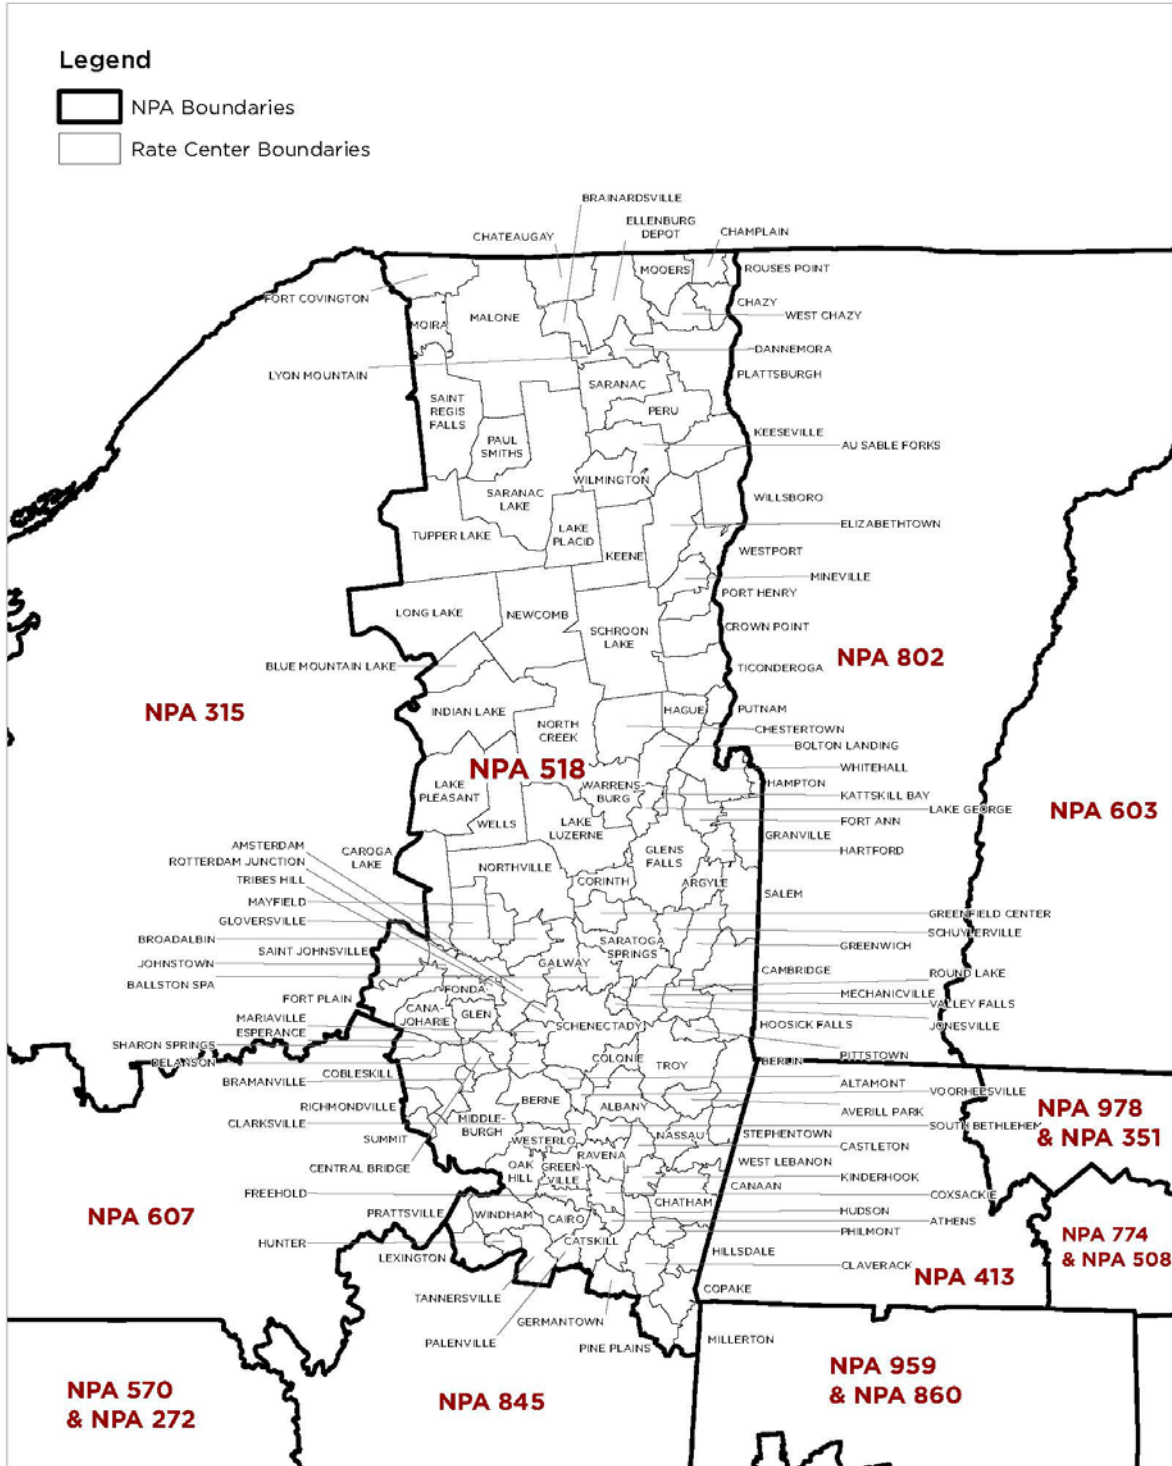 Legend
NPA Boundaries
Rate Center Boundaries
BRAINARDSVILLE
ELLENBURG
DEPOT
CHATEAUGAY
CHAMPLAIN
MOOERS
ROUSES POINT
FORT COVINGTON
CHAZY
WEST CHAZY
MOIRA
MALONE
DANNEMORA
LYON MOUNTAIN
PLATTSBURGH
SARANAC
SAINT
REGIS
FALLS
PERU
PAUL
SMITHS
KEESEVILLE
AU SABLE FORKS
WILMINGTON
SARANAC
LAKE
WILLSBORO
ELIZABETHTOWN
TUPPER LAKE
LAKE
PLACID
KEENE
WESTPORT
MINEVILLE
PORT HENRY
LONG LAKE
NEWCOMB
SCHROON
LAKE
CROWN POINT
NPA 802
BLUE MOUNTAIN LAKE
TICONDEROGA
NPA 315
INDIAN LAKE
HAGUE
PUTNAM
NORTH
CREEK
CHESTERTOWN
BOLTON LANDING
NPA 518
WHITEHALL
LAKE
PLEASANT
WARRENS-
BURG
HAMPTON
KATTSKILL BAY
LAKE GEORGE
NPA 603
WELLS
LAKE
LUZERNE
FORT ANN
GRANVILLE
HARTFORD
AMSTERDAM
ROTTERDAM JUNCTION
TRIBES HILL
CAROGA
LAKE
NORTHVILLE
GLENS
FALLS
CORINTH
ARGYLE
SALEM
MAYFIELD
GLOVERSVILLE
GREENFIELD CENTER
SCHUYLERVILLE
BROADALBIN
SAINT JOHNSVILLE
SARATOGA
SPRINGS
GREENWICH
JOHNSTOWN
GALWAY
CAMBRIDGE
ROUND LAKE
BALLSTON SPA
FONDA
MECHANICVILLE
FORT PLAIN
CANA-
JOHARIE
GLEN
VALLEY FALLS
MARIAVILLE
ESPERANCE
SCHENECTADY
HOOSICK FALLS
JONESVILLE
SHARON SPRINGS
DELANSON
COLONIE
TROY
BERLIN
PITTSTOWN
COBLESKILL
BRAMANVILLE
ALTAMONT
VOORHEESVILLE
RICHMONDVILLE
BERNE
ALBANY
AVERILL PARK
NPA 978
& NPA 351
CLARKSVILLE
MIDDLE-
BURGH
SOUTH BETHLEHEM
SUMMIT
WESTERLO
NASSAU
STEPHENTOWN
CASTLETON
RAVENA
CENTRAL BRIDGE
OAK
HILL
GREEN-
VILLE
WEST LEBANON
KINDERHOOK
CANAAN
FREEHOLD
COXSACKIE
CHATHAM
PRATTSVILLE
WINDHAM
CAIRO
HUDSON
ATHENS
NPA 607
PHILMONT
HUNTER
CATSKILL
NPA 774
& NPA 508
LEXINGTON
HILLSDALE
CLAVERACK
NPA 413
COPAKE
TANNERSVILLE
GERMANTOWN
PALENVILLE
PINE PLAINS
MILLERTON
NPA 570
& NPA 272
NPA 845
NPA 959
& NPA 860